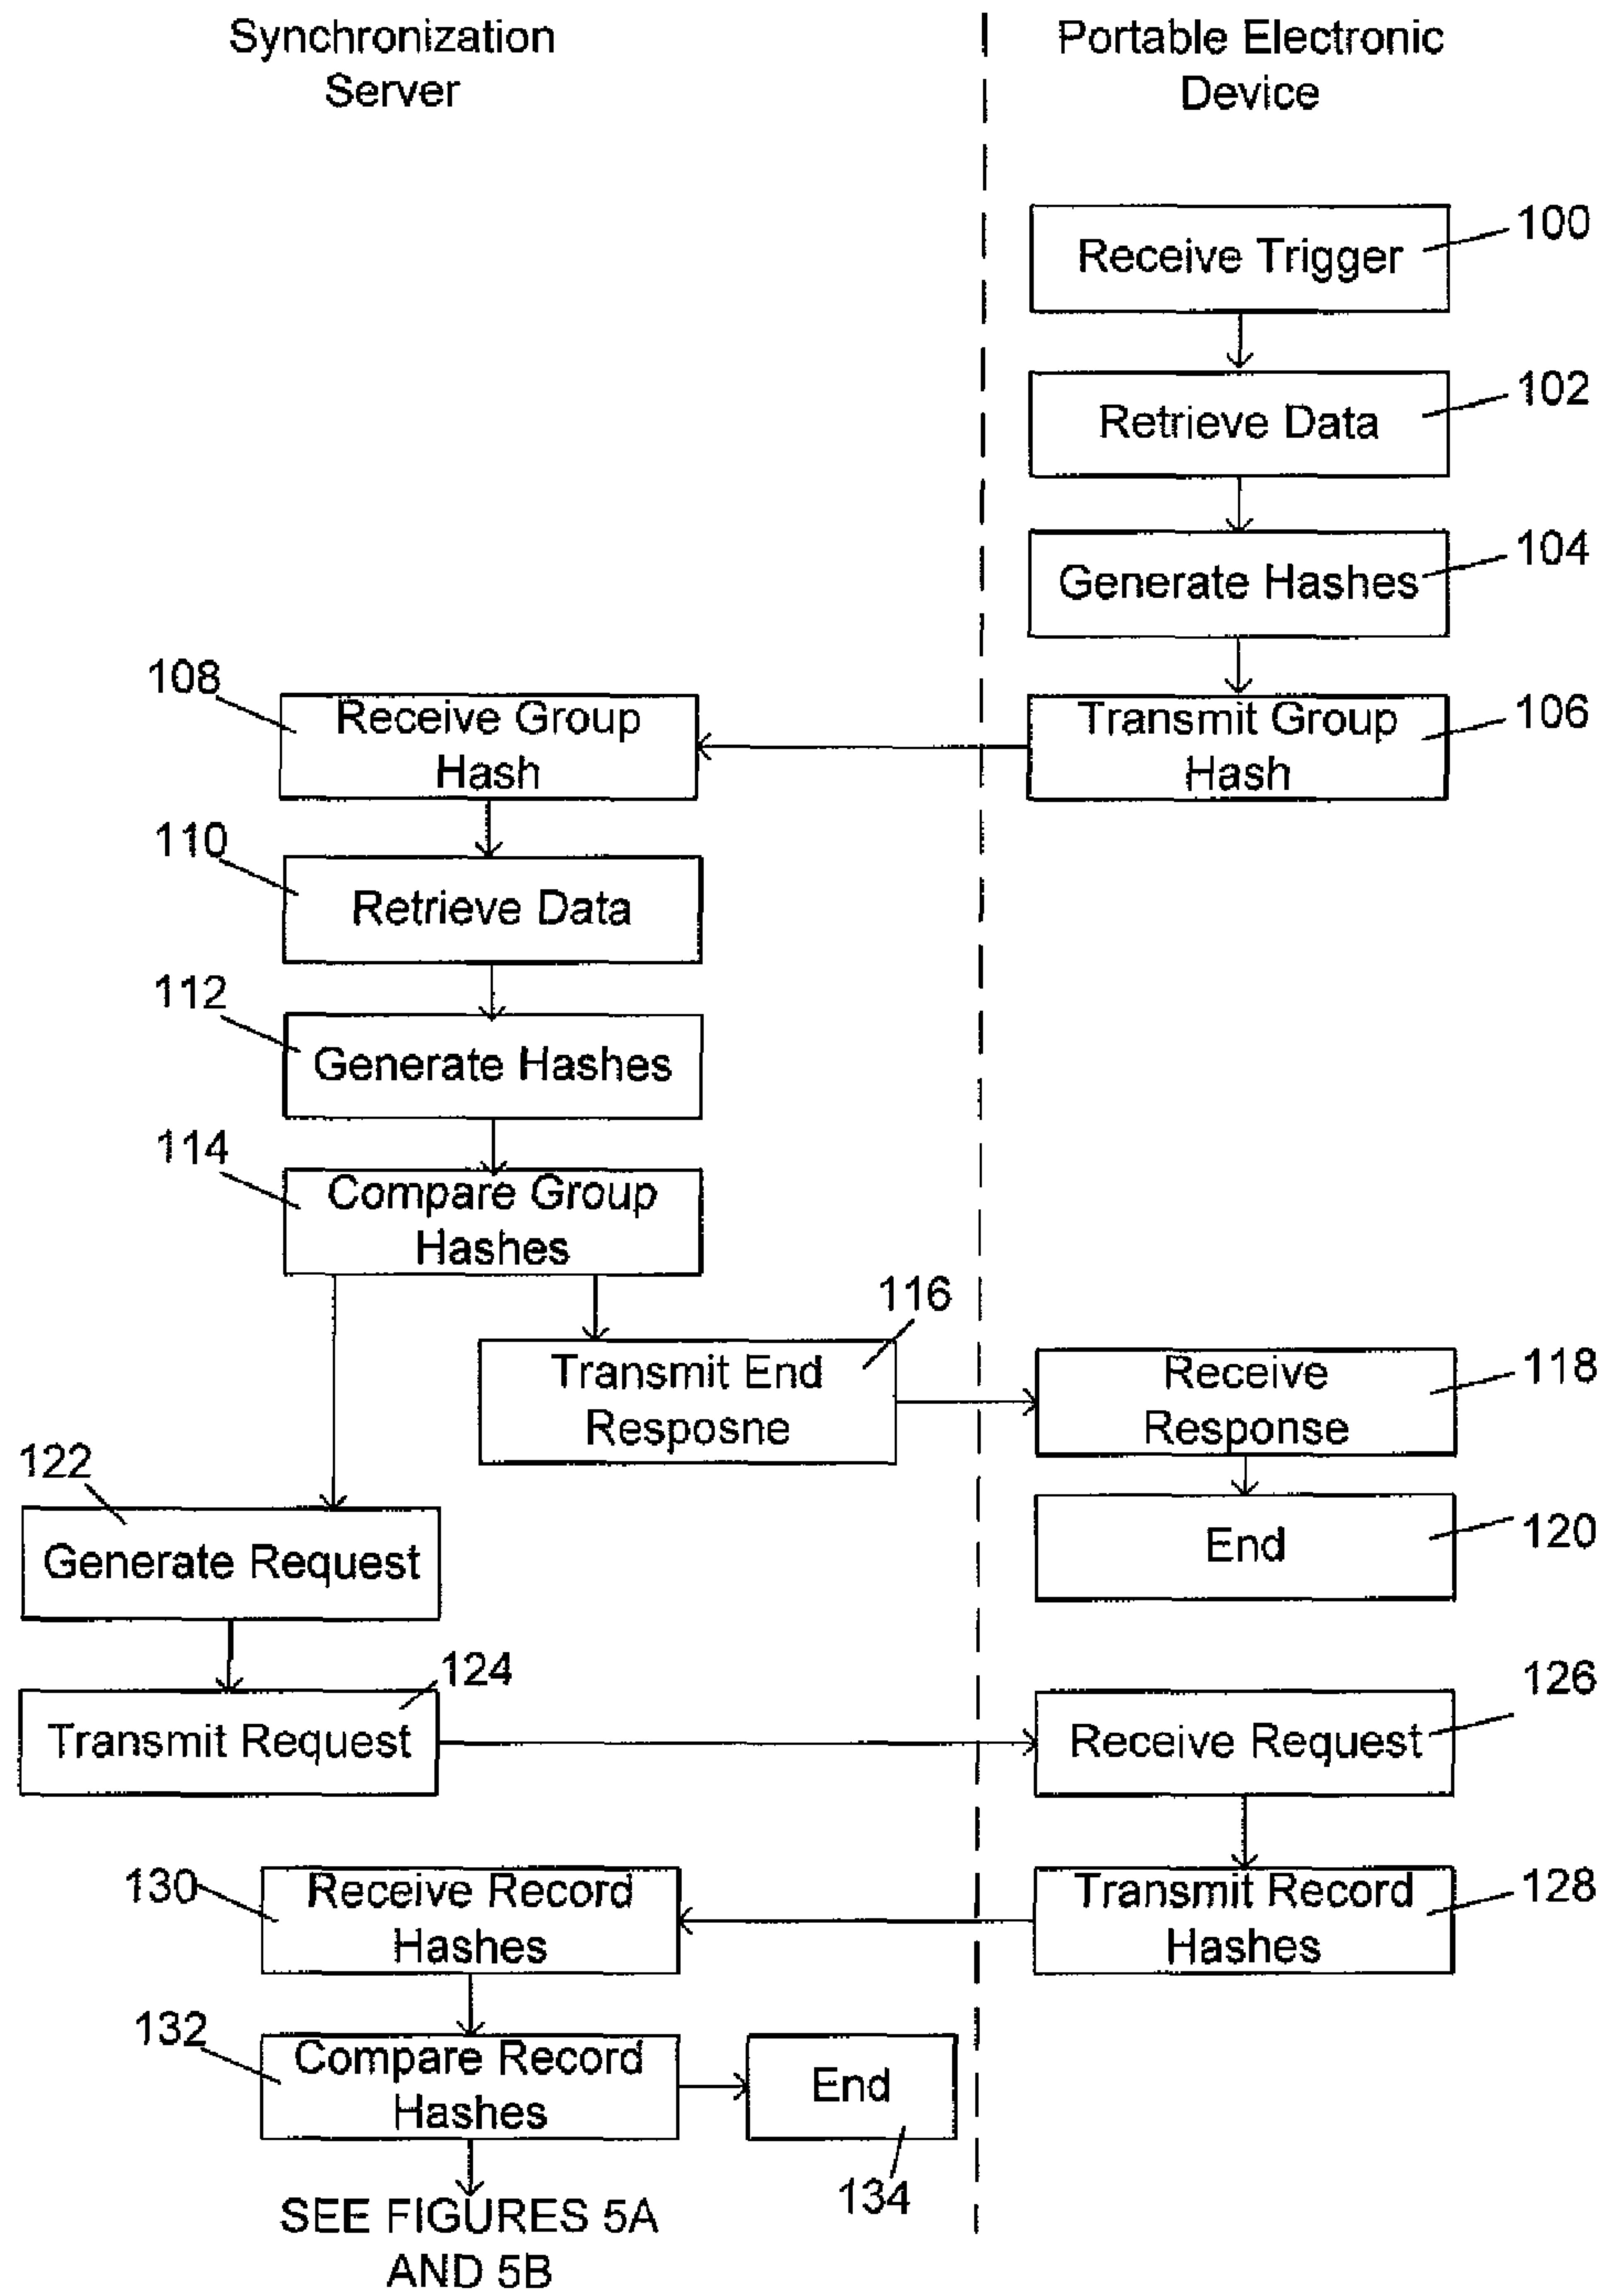 Synchronization
Server
Portable Electronic
Device
Receive Trigger
100
Retrieve Data
102
Generate Hashes
104
108
Receive Group
Hash
Transmit Group
Hash
106
110
Retrieve Data
112
Generate Hashes
114
Compare Group
Hashes
116
Transmit End
Resposne
Receive
Response
118
122
Generate Request
End
120
124
Transmit Request
126
Receive Request
130
Receive Record
Hashes
Transmit Record
Hashes
128
132
Compare Record
Hashes
End
134
SEE FIGURES 5A
AND 5B